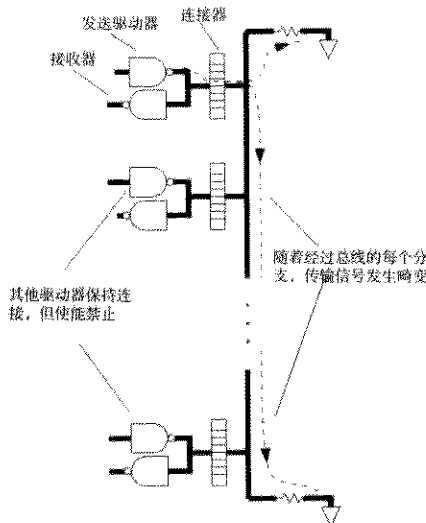 发送驱动器
连接器
接收器
随着经过总线的每个分
支，传输信号发生畸变
其他驱动器保持连
接，但使能禁止